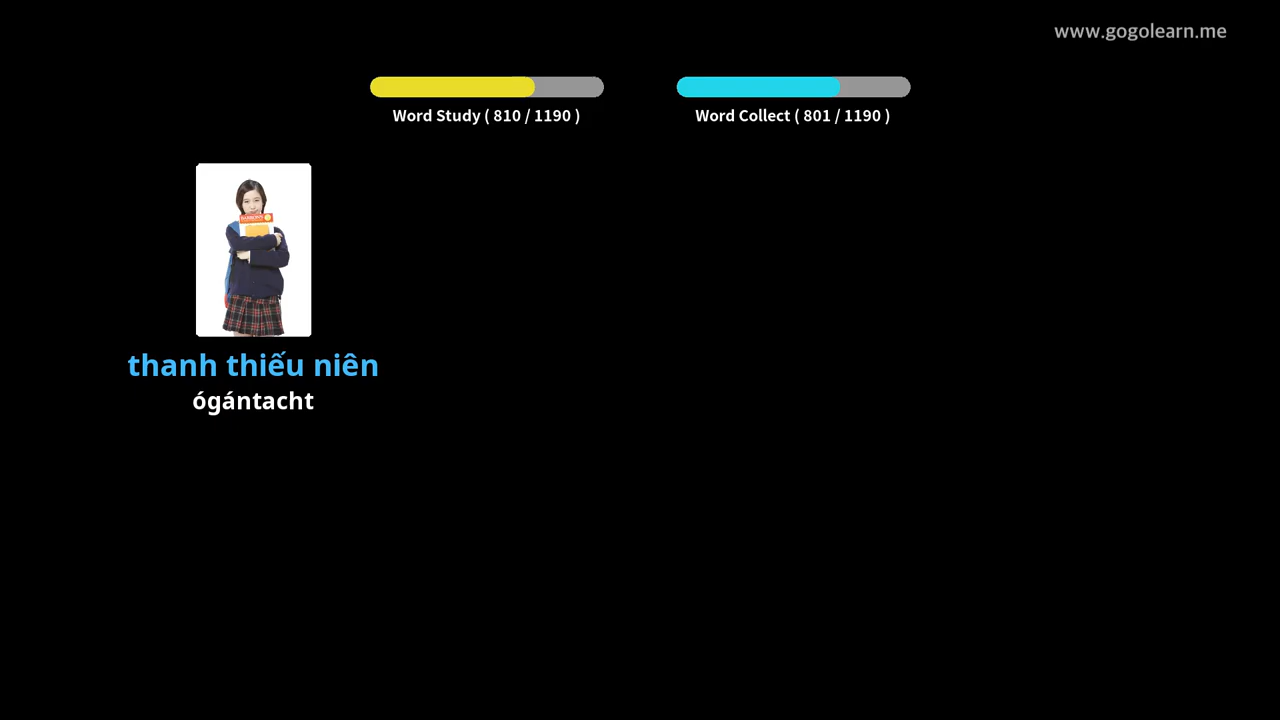 www.gogolearn.me
Word Study ( 810 / 1190 )
Word Collect ( 801 / 1190 )
thanh thiếu niên
ógántacht